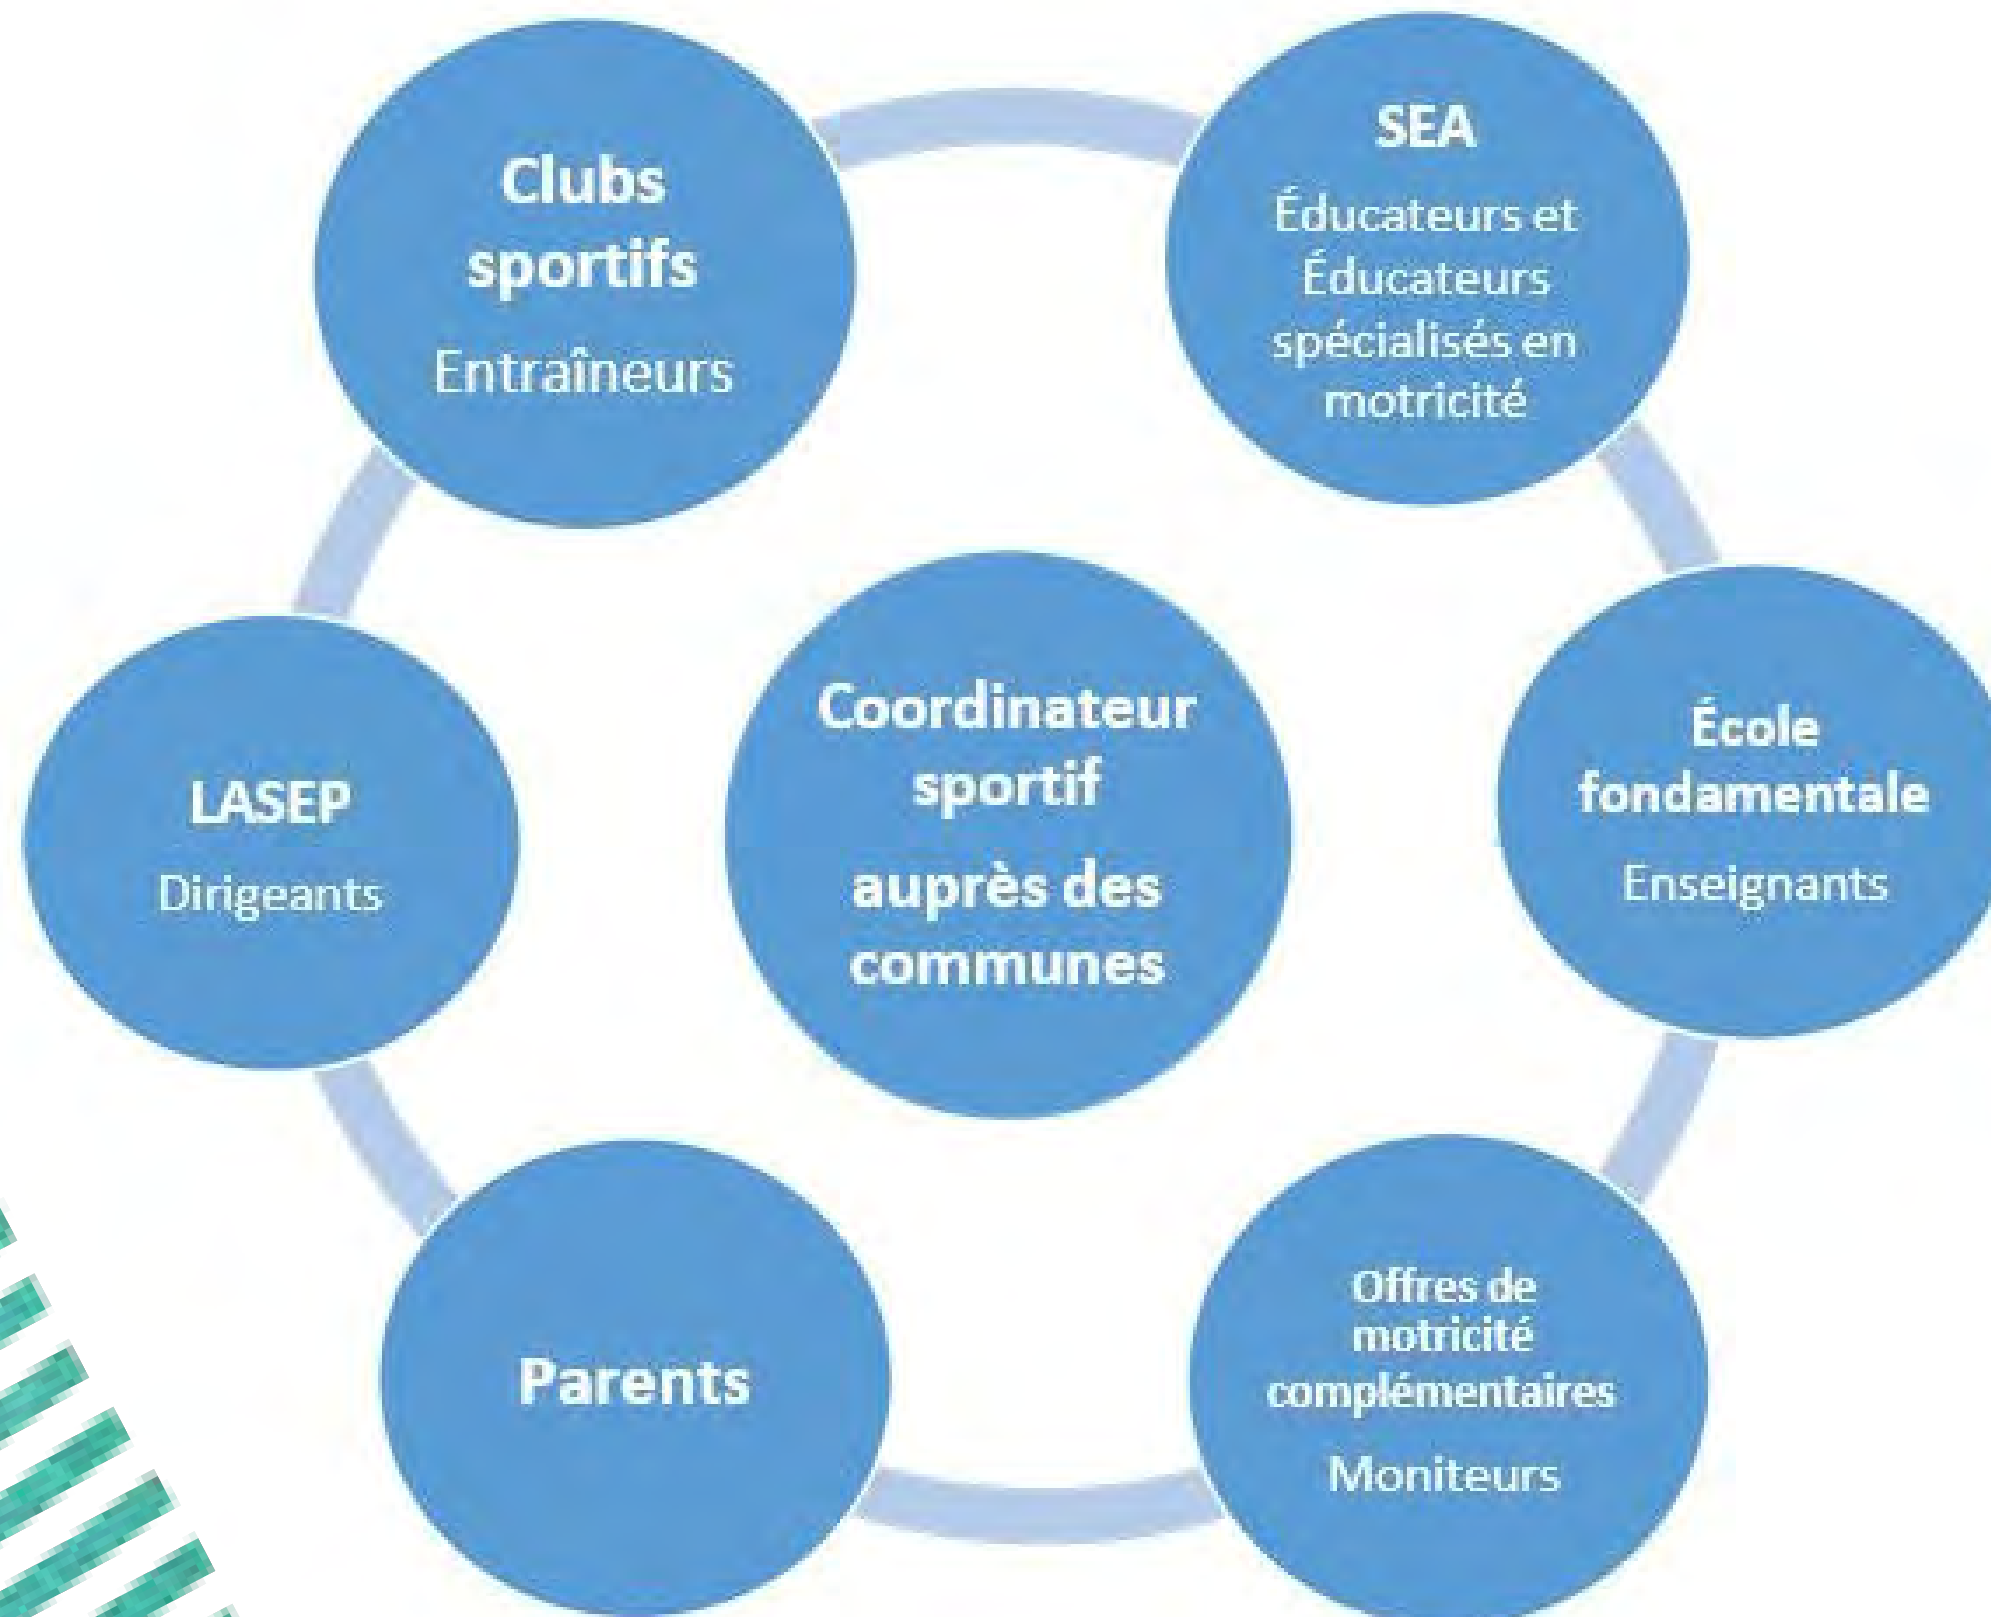 Clubs
sportifs
Entraîneurs
SEA
Éducateurs et
Éducateurs
spécialisés en
motricité
Coordinateur
sportif
auprès des
communes
École
fondamentale
Enseignants
LASEP
Dirigeants
Parents
Offres de
motricité
complémentaires
Moniteurs